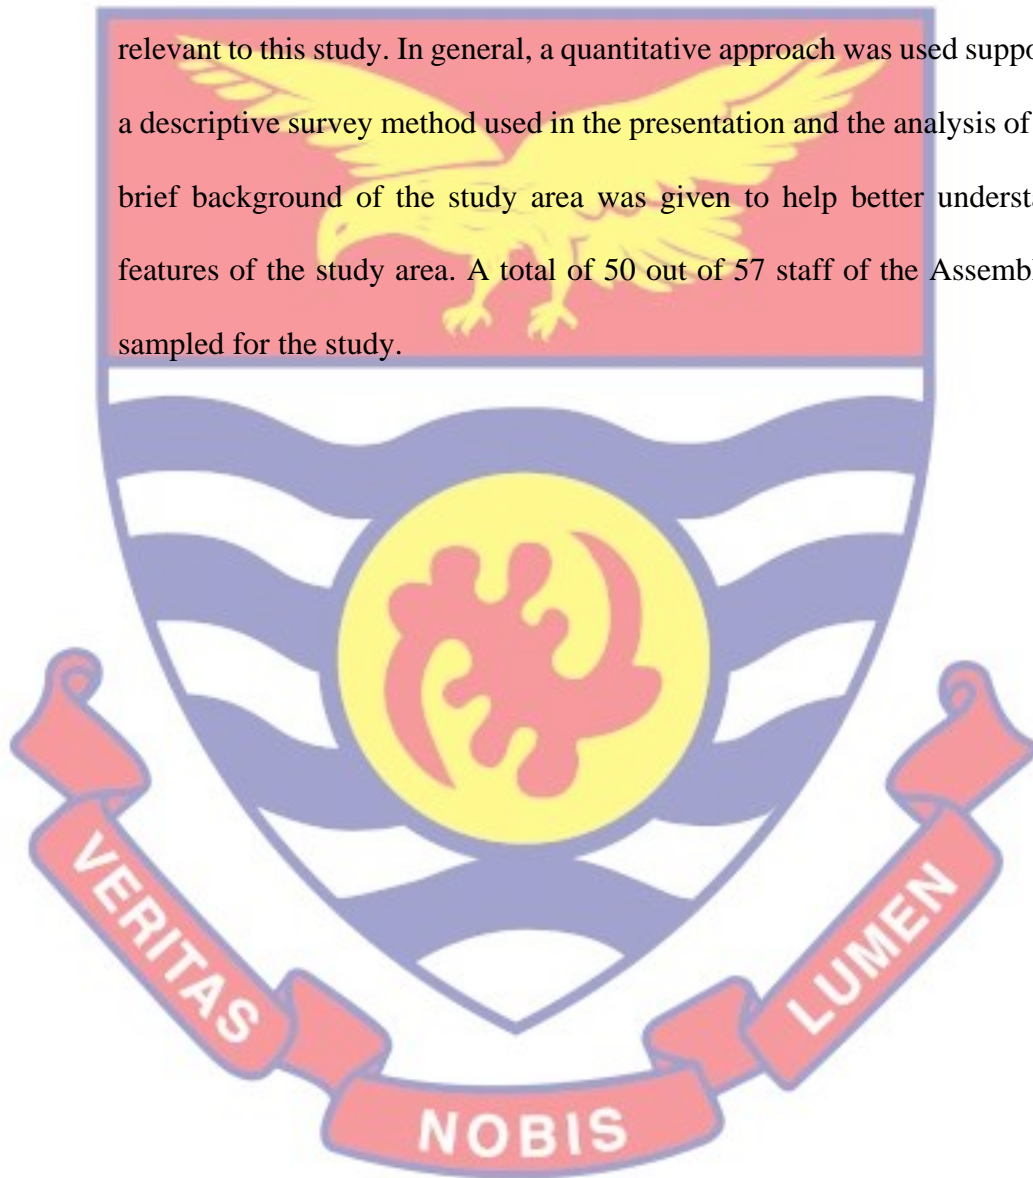 relevant to this study. In general, a quantitative approach was used suppo
a descriptive survey method used in the presentation and the analysis of
brief background of the study area was given to help better underst
features of the study area. A total of 50 out of 57 staff of the Assemb
sampled for the study.
VERITAS
NOBIS
LUMEN